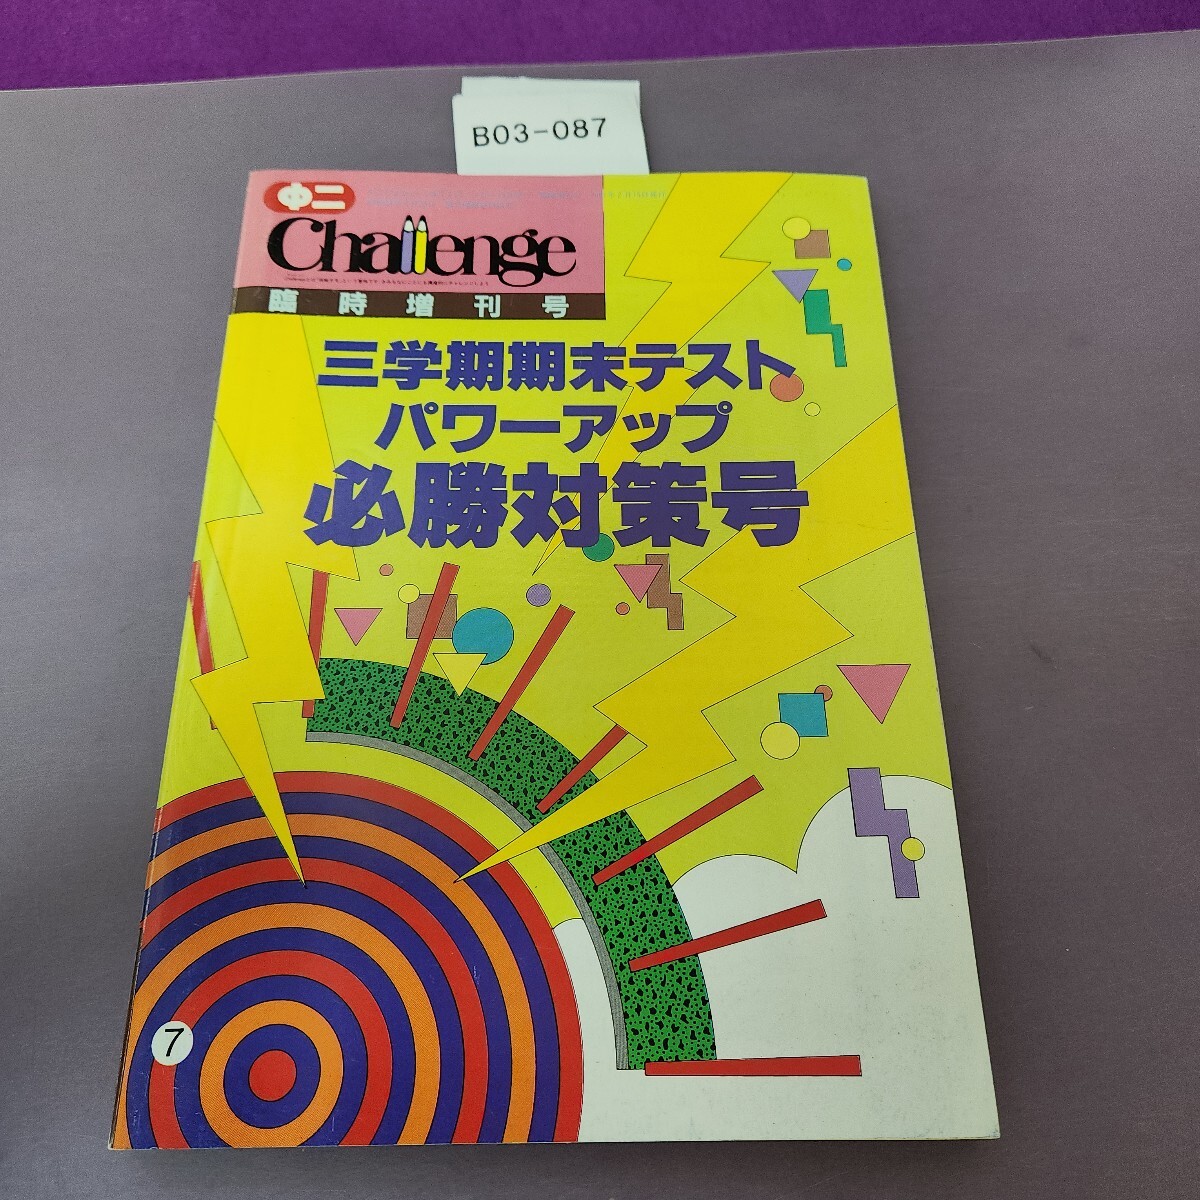 B03-087
中二
Challenge
臨時増刊号
三学期期末テスト
パワーアップ
必勝対策号
7